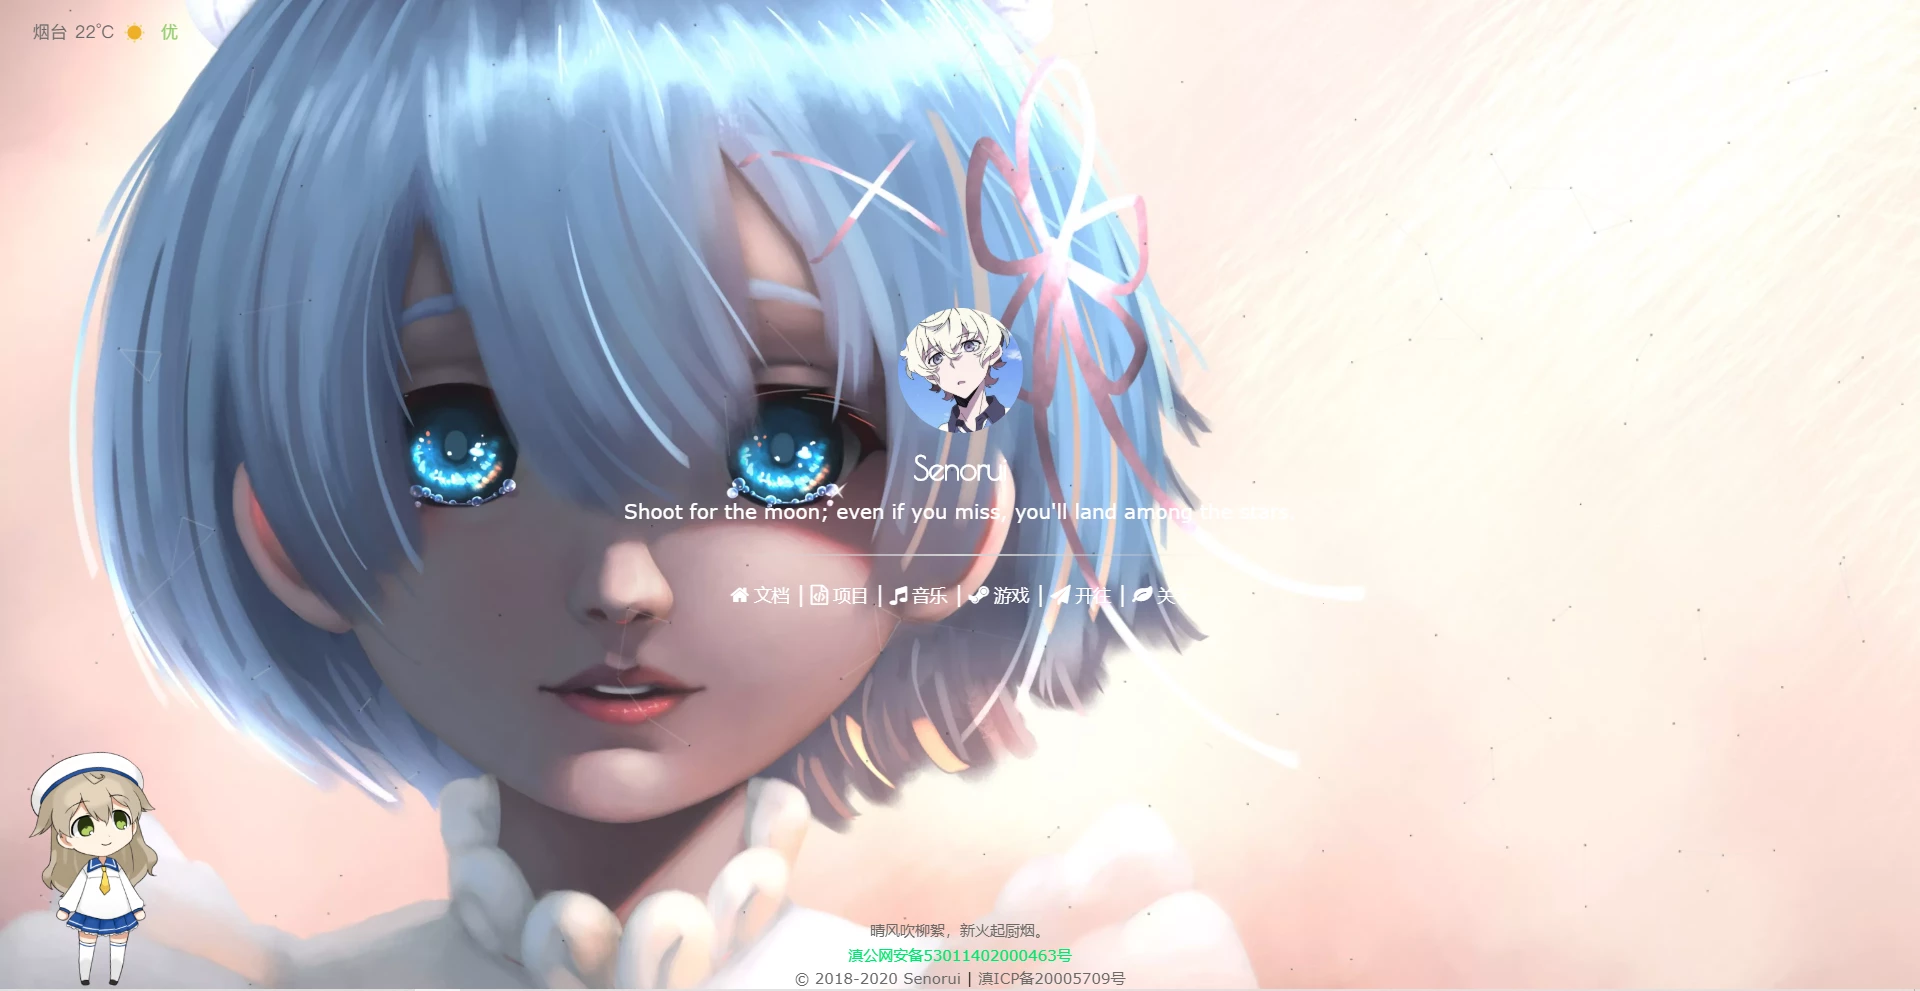 烟台 22°C 优
Senorui
Shoot for the moon; even if you miss, you'll land among the stars.
文档 | 项目 | 音乐 | 游戏 | 开往 | 关
晴风吹柳絮，新火起厨烟。
滇公网安备53011402000463号
© 2018-2020 Senorui | 滇ICP备20005709号